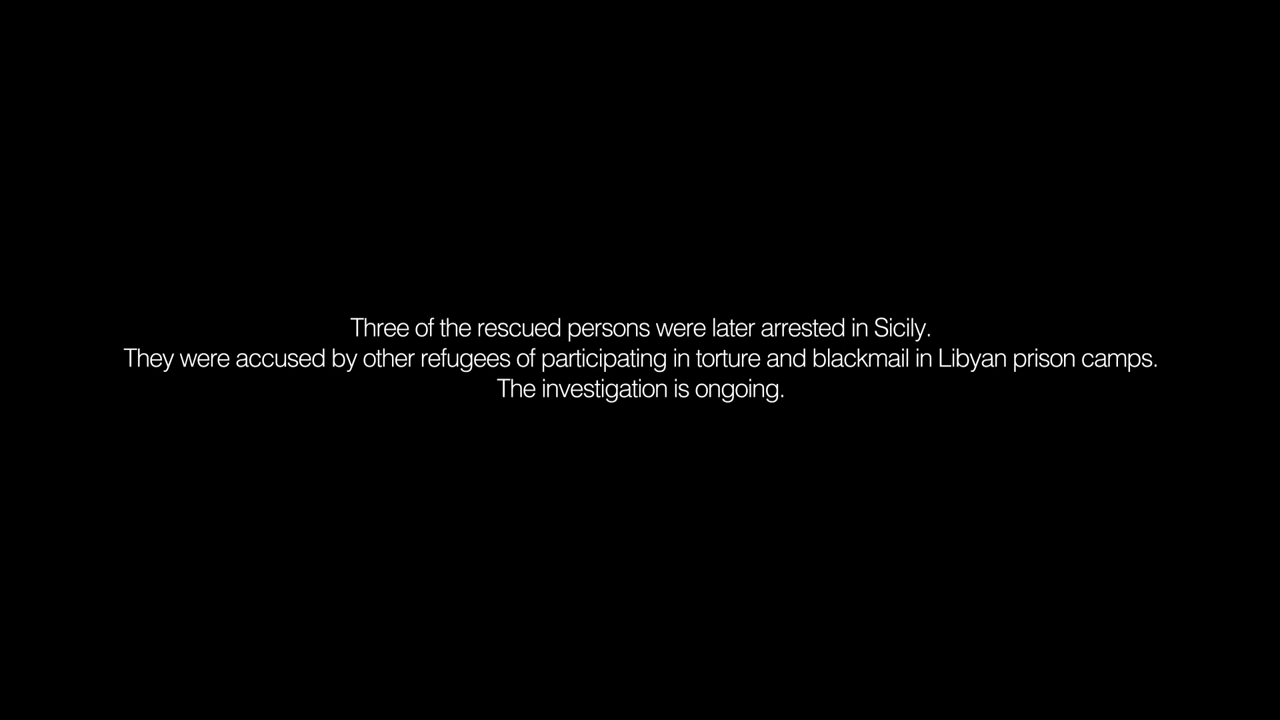 Three of the rescued persons were later arrested in Sicily.
They were accused by other refugees of participating in torture and blackmail in Libyan prison camps.
The investigation is ongoing.